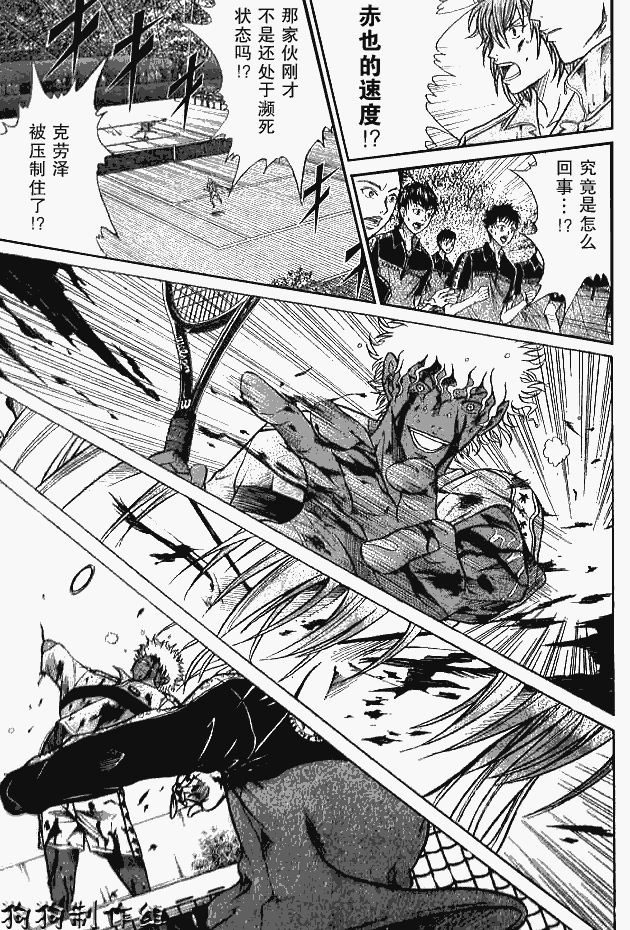 赤也的速度!?
究竟是怎么
回事…!?
那家伙刚才
不是还处于濒死
状态吗!?
克劳泽
被压制住了!?
狗狗制作组